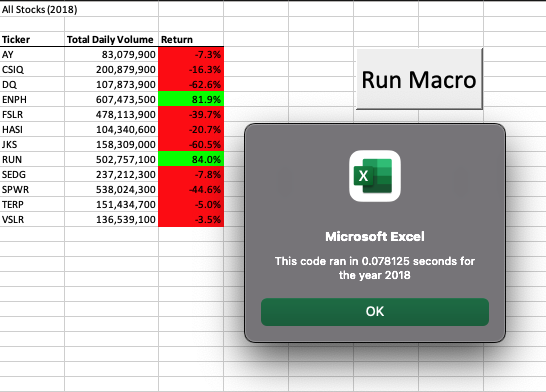 All Stocks (2018)
Ticker Total Daily Volume Return
AY 83,079,900 -7.3%
CSIQ 200,879,900 -16.3%
DQ 107,873,900 -62.6%
ENPH 607,473,500 81.9%
FSLR 478,113,900 -39.7%
HASI 104,340,600 -20.7%
JKS 158,309,000 -60.5%
RUN 502,757,100 84.0%
SEDG 237,212,300 -7.8%
SPWR 538,024,300 -44.6%
TERP 151,434,700 -5.0%
VSLR 136,539,100 -3.5%
Run Macro
X
Microsoft Excel
This code ran in 0.078125 seconds for
the year 2018
OK